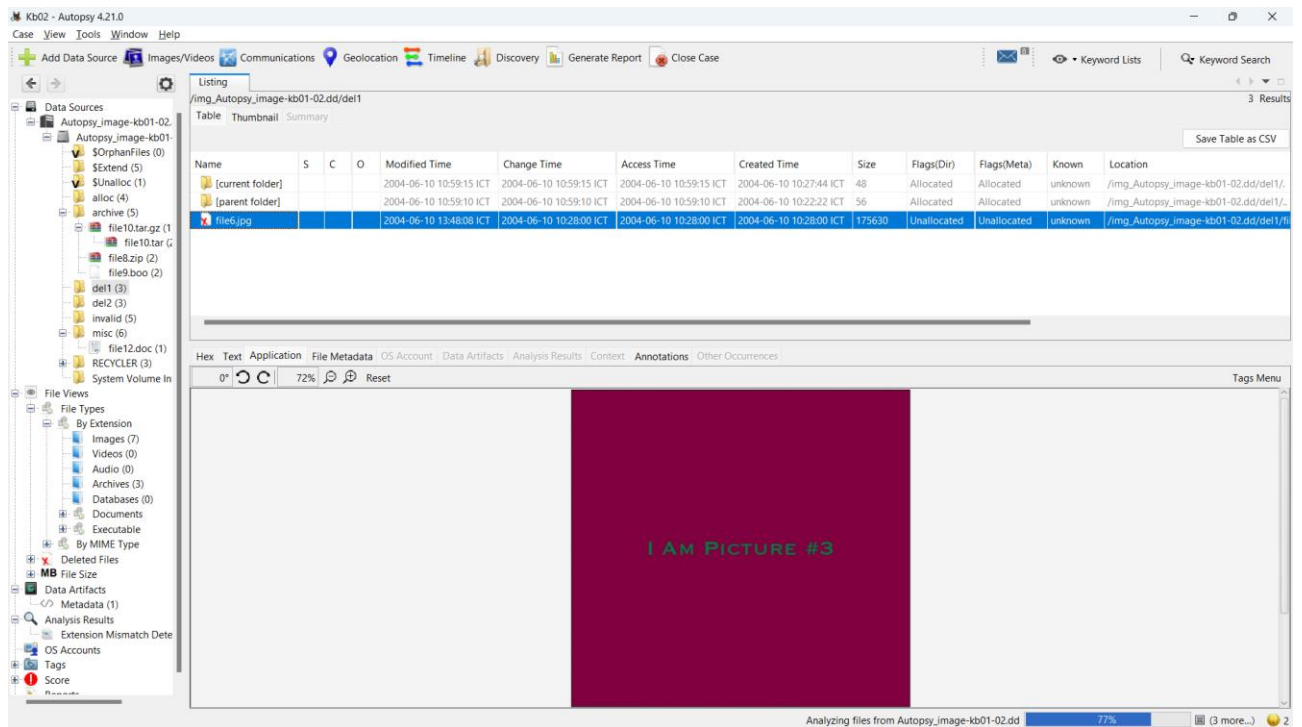 Kb02 - Autopsy 4.21.0
Case View Tools Window Help
Add Data Source Images/Videos Communications Geolocation Timeline Discovery Generate Report Close Case Keyword Lists Keyword Search
Listing
/img_Autopsy_image-kb01-02.dd/del1 3 Results
Table Thumbnail Summary
Save Table as CSV
Name S C O Modified Time Change Time Access Time Created Time Size Flags(Dir) Flags(Meta) Known Location
[current folder] 2004-06-10 10:59:15 ICT 2004-06-10 10:59:15 ICT 2004-06-10 10:59:15 ICT 2004-06-10 10:27:44 ICT 48 Allocated Allocated unknown /img_Autopsy_image-kb01-02.dd/del1/.
[parent folder] 2004-06-10 10:59:10 ICT 2004-06-10 10:59:10 ICT 2004-06-10 10:59:10 ICT 2004-06-10 10:22:22 ICT 56 Allocated Allocated unknown /img_Autopsy_image-kb01-02.dd/del1/..
file6.jpg 2004-06-10 13:48:08 ICT 2004-06-10 10:28:00 ICT 2004-06-10 10:28:00 ICT 2004-06-10 10:28:00 ICT 175630 Unallocated Unallocated unknown /img_Autopsy_image-kb01-02.dd/del1/fil
Data Sources
Autopsy_image-kb01-02.
Autopsy_image-kb01-
$OrphanFiles (0)
$Extend (5)
$Unalloc (1)
alloc (4)
archive (5)
file10.tar.gz (1
file10.tar (2
file8.zip (2)
file9.boo (2)
del1 (3)
del2 (3)
invalid (5)
misc (6)
file12.doc (1)
RECYCLER (3)
System Volume In
File Views
File Types
By Extension
Images (7)
Videos (0)
Audio (0)
Archives (3)
Databases (0)
Documents
Executable
By MIME Type
Deleted Files
MB File Size
Data Artifacts
Metadata (1)
Analysis Results
Extension Mismatch Dete
OS Accounts
Tags
Score
Hex Text Application File Metadata OS Account Data Artifacts Analysis Results Context Annotations Other Occurrences
0° 72% Reset Tags Menu
I AM PICTURE #3
Analyzing files from Autopsy_image-kb01-02.dd 77% (3 more...) 2